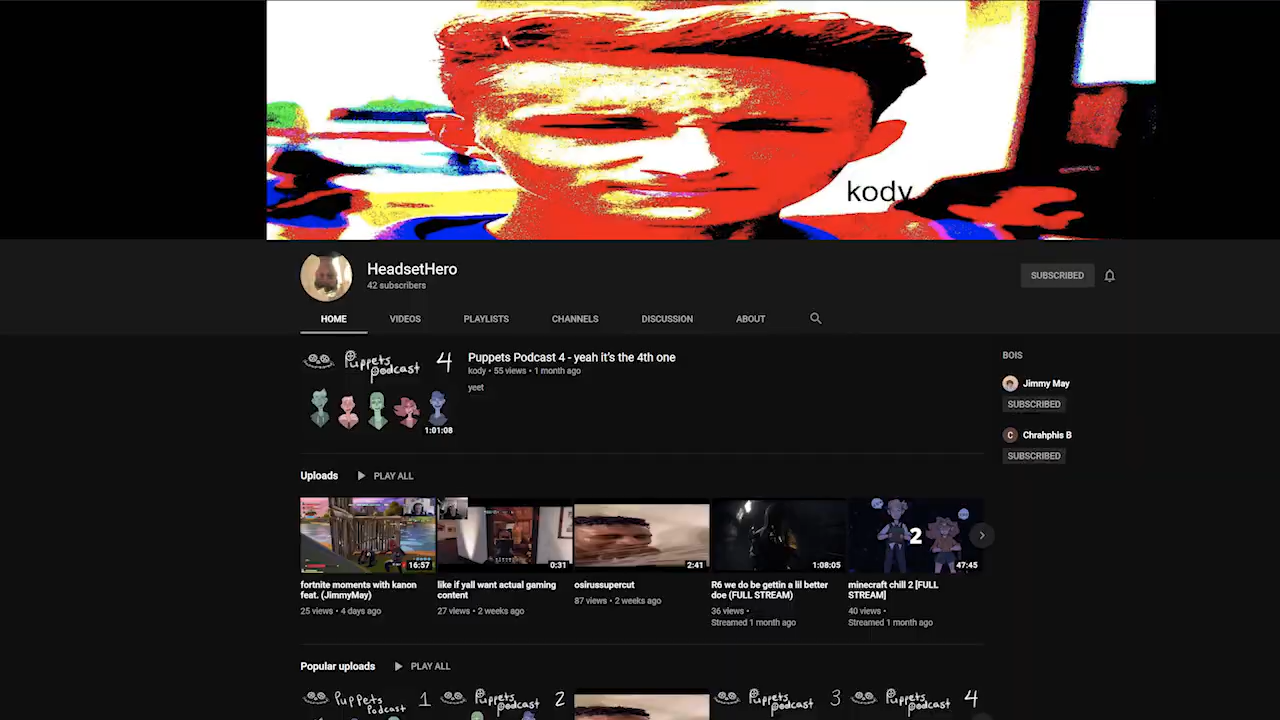 kody
HeadsetHero
42 subscribers
SUBSCRIBED
HOME VIDEOS PLAYLISTS CHANNELS DISCUSSION ABOUT
Puppets Podcast 4
1:01:08
Puppets Podcast 4 - yeah it's the 4th one
kody • 55 views • 1 month ago
yeet
BOIS
Jimmy May
SUBSCRIBED
C Chrahphis B
SUBSCRIBED
Uploads PLAY ALL
16:57
fortnite moments with kanon
feat. (JimmyMay)
25 views • 4 days ago
0:31
like if yall want actual gaming
content
27 views • 2 weeks ago
2:41
osirussupercut
87 views • 2 weeks ago
1:08:05
R6 we do be gettin a lil better
doe (FULL STREAM)
36 views •
Streamed 1 month ago
2
47:45
minecraft chill 2 [FULL
STREAM]
40 views •
Streamed 1 month ago
Popular uploads PLAY ALL
Puppets Podcast 1
Puppets Podcast 2
Puppets Podcast 3
Puppets Podcast 4